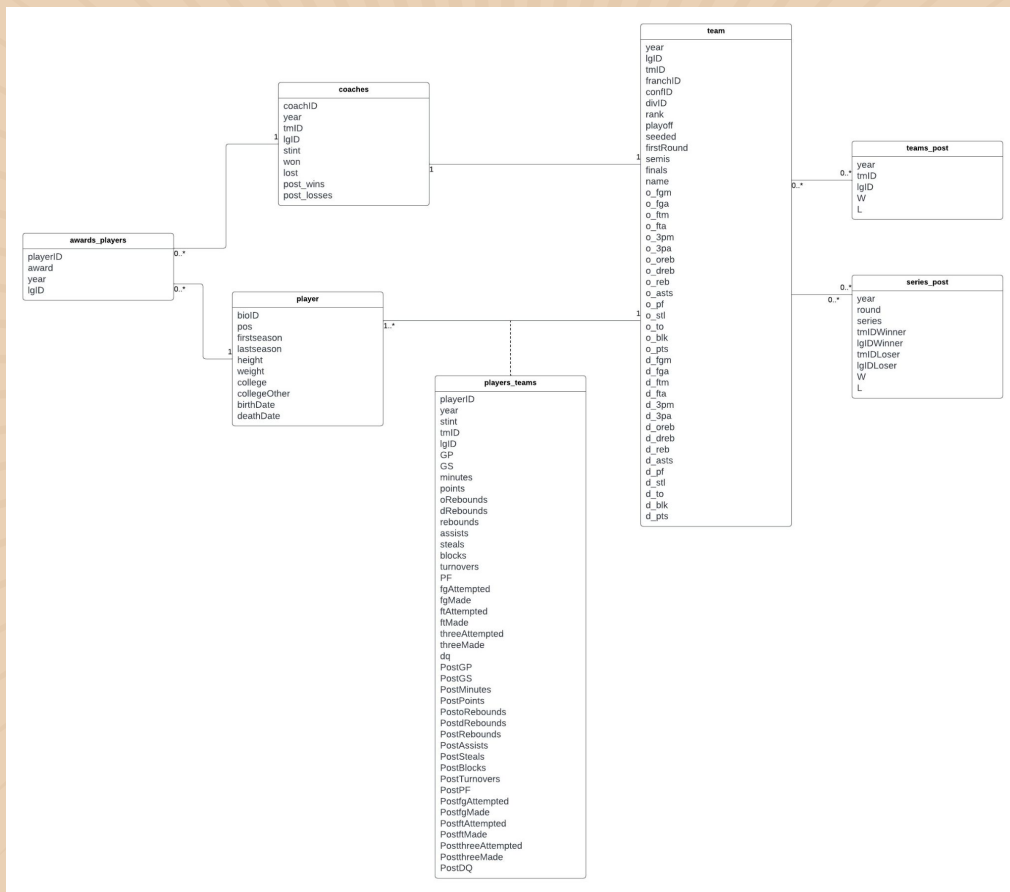 team
year
lgID
tmID
franchID
confID
divID
rank
playoff
seeded
firstRound
semis
finals
name
o_fgm
o_fga
o_ftm
o_fta
o_3pm
o_3pa
o_oreb
o_dreb
o_reb
o_asts
o_pf
o_stl
o_to
o_blk
o_pts
d_fgm
d_fga
d_ftm
d_fta
d_3pm
d_3pa
d_oreb
d_dreb
d_reb
d_asts
d_pf
d_stl
d_to
d_blk
d_pts
coaches
coachID
year
tmID
lgID
stint
won
lost
post_wins
post_losses
1
1
1
teams_post
year
tmID
lgID
W
L
0..*
0..*
awards_players
playerID
award
year
lgID
0..*
0..*
player
bioID
pos
firstseason
lastseason
height
weight
college
collegeOther
birthDate
deathDate
1
1..*
1
series_post
year
round
series
tmIDWinner
lgIDWinner
tmIDLoser
lgIDLoser
W
L
0..*
0..*
players_teams
playerID
year
stint
tmID
lgID
GP
GS
minutes
points
oRebounds
dRebounds
rebounds
assists
steals
blocks
turnovers
PF
fgAttempted
fgMade
ftAttempted
ftMade
threeAttempted
threeMade
dq
PostGP
PostGS
PostMinutes
PostPoints
PostoRebounds
PostdRebounds
PostRebounds
PostAssists
PostSteals
PostBlocks
PostTurnovers
PostPF
PostfgAttempted
PostfgMade
PostftAttempted
PostftMade
PostthreeAttempted
PostthreeMade
PostDQ